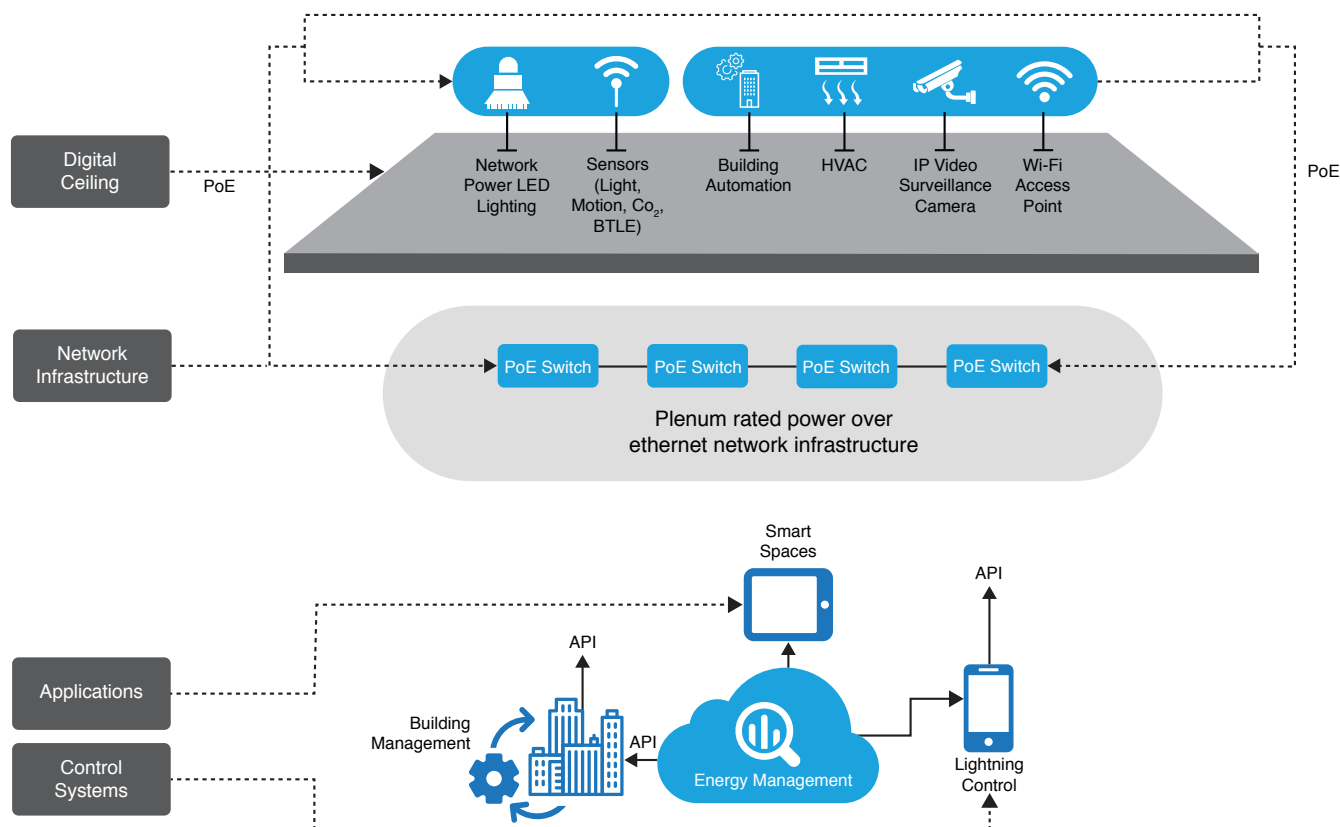 Digital
Ceiling
PoE
Network
Power LED
Lighting
Sensors
(Light,
Motion, Co₂,
BTLE)
Building
Automation
HVAC
IP Video
Surveillance
Camera
Wi-Fi
Access
Point
PoE
Network
Infrastructure
PoE Switch
PoE Switch
PoE Switch
PoE Switch
Plenum rated power over
ethernet network infrastructure
Smart
Spaces
API
API
Applications
Building
Management
API
Energy Management
Lightning
Control
Control
Systems